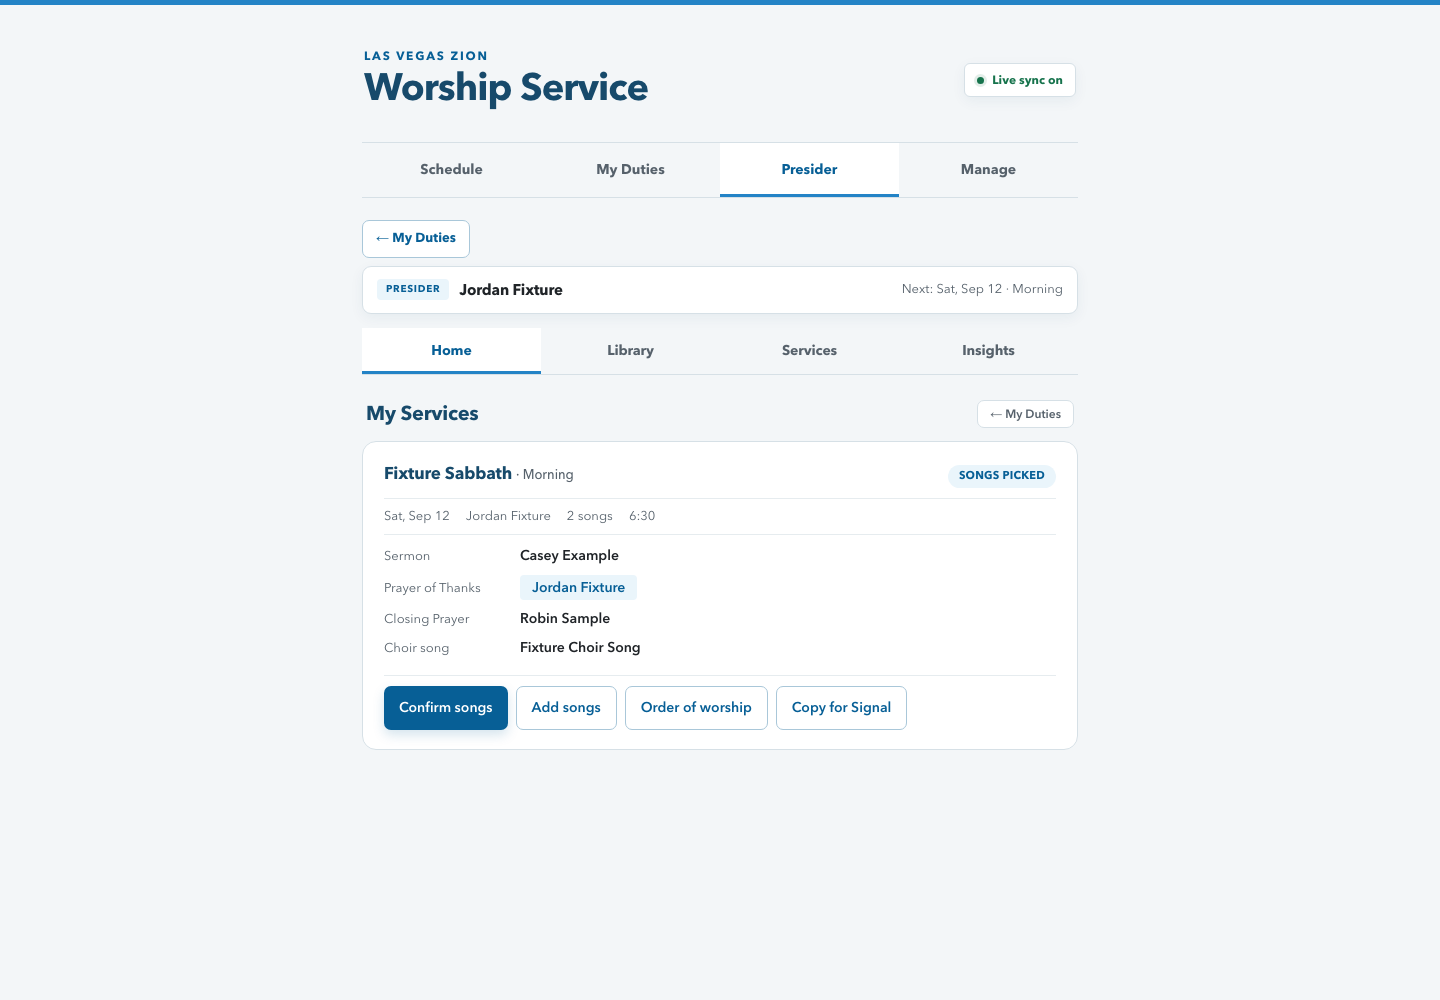 LAS VEGAS ZION
Worship Service
Live sync on
Schedule My Duties Presider Manage
← My Duties
PRESIDER Jordan Fixture Next: Sat, Sep 12 · Morning
Home Library Services Insights
My Services ← My Duties
Fixture Sabbath · Morning SONGS PICKED
Sat, Sep 12 Jordan Fixture 2 songs 6:30
Sermon Casey Example
Prayer of Thanks Jordan Fixture
Closing Prayer Robin Sample
Choir song Fixture Choir Song
Confirm songs Add songs Order of worship Copy for Signal